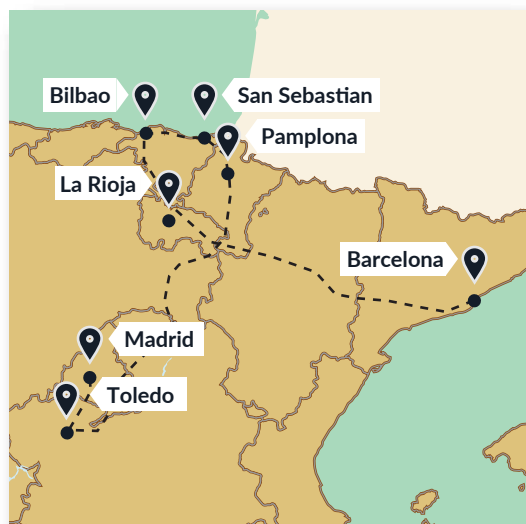 Bilbao
San Sebastian
Pamplona
La Rioja
Barcelona
Madrid
Toledo